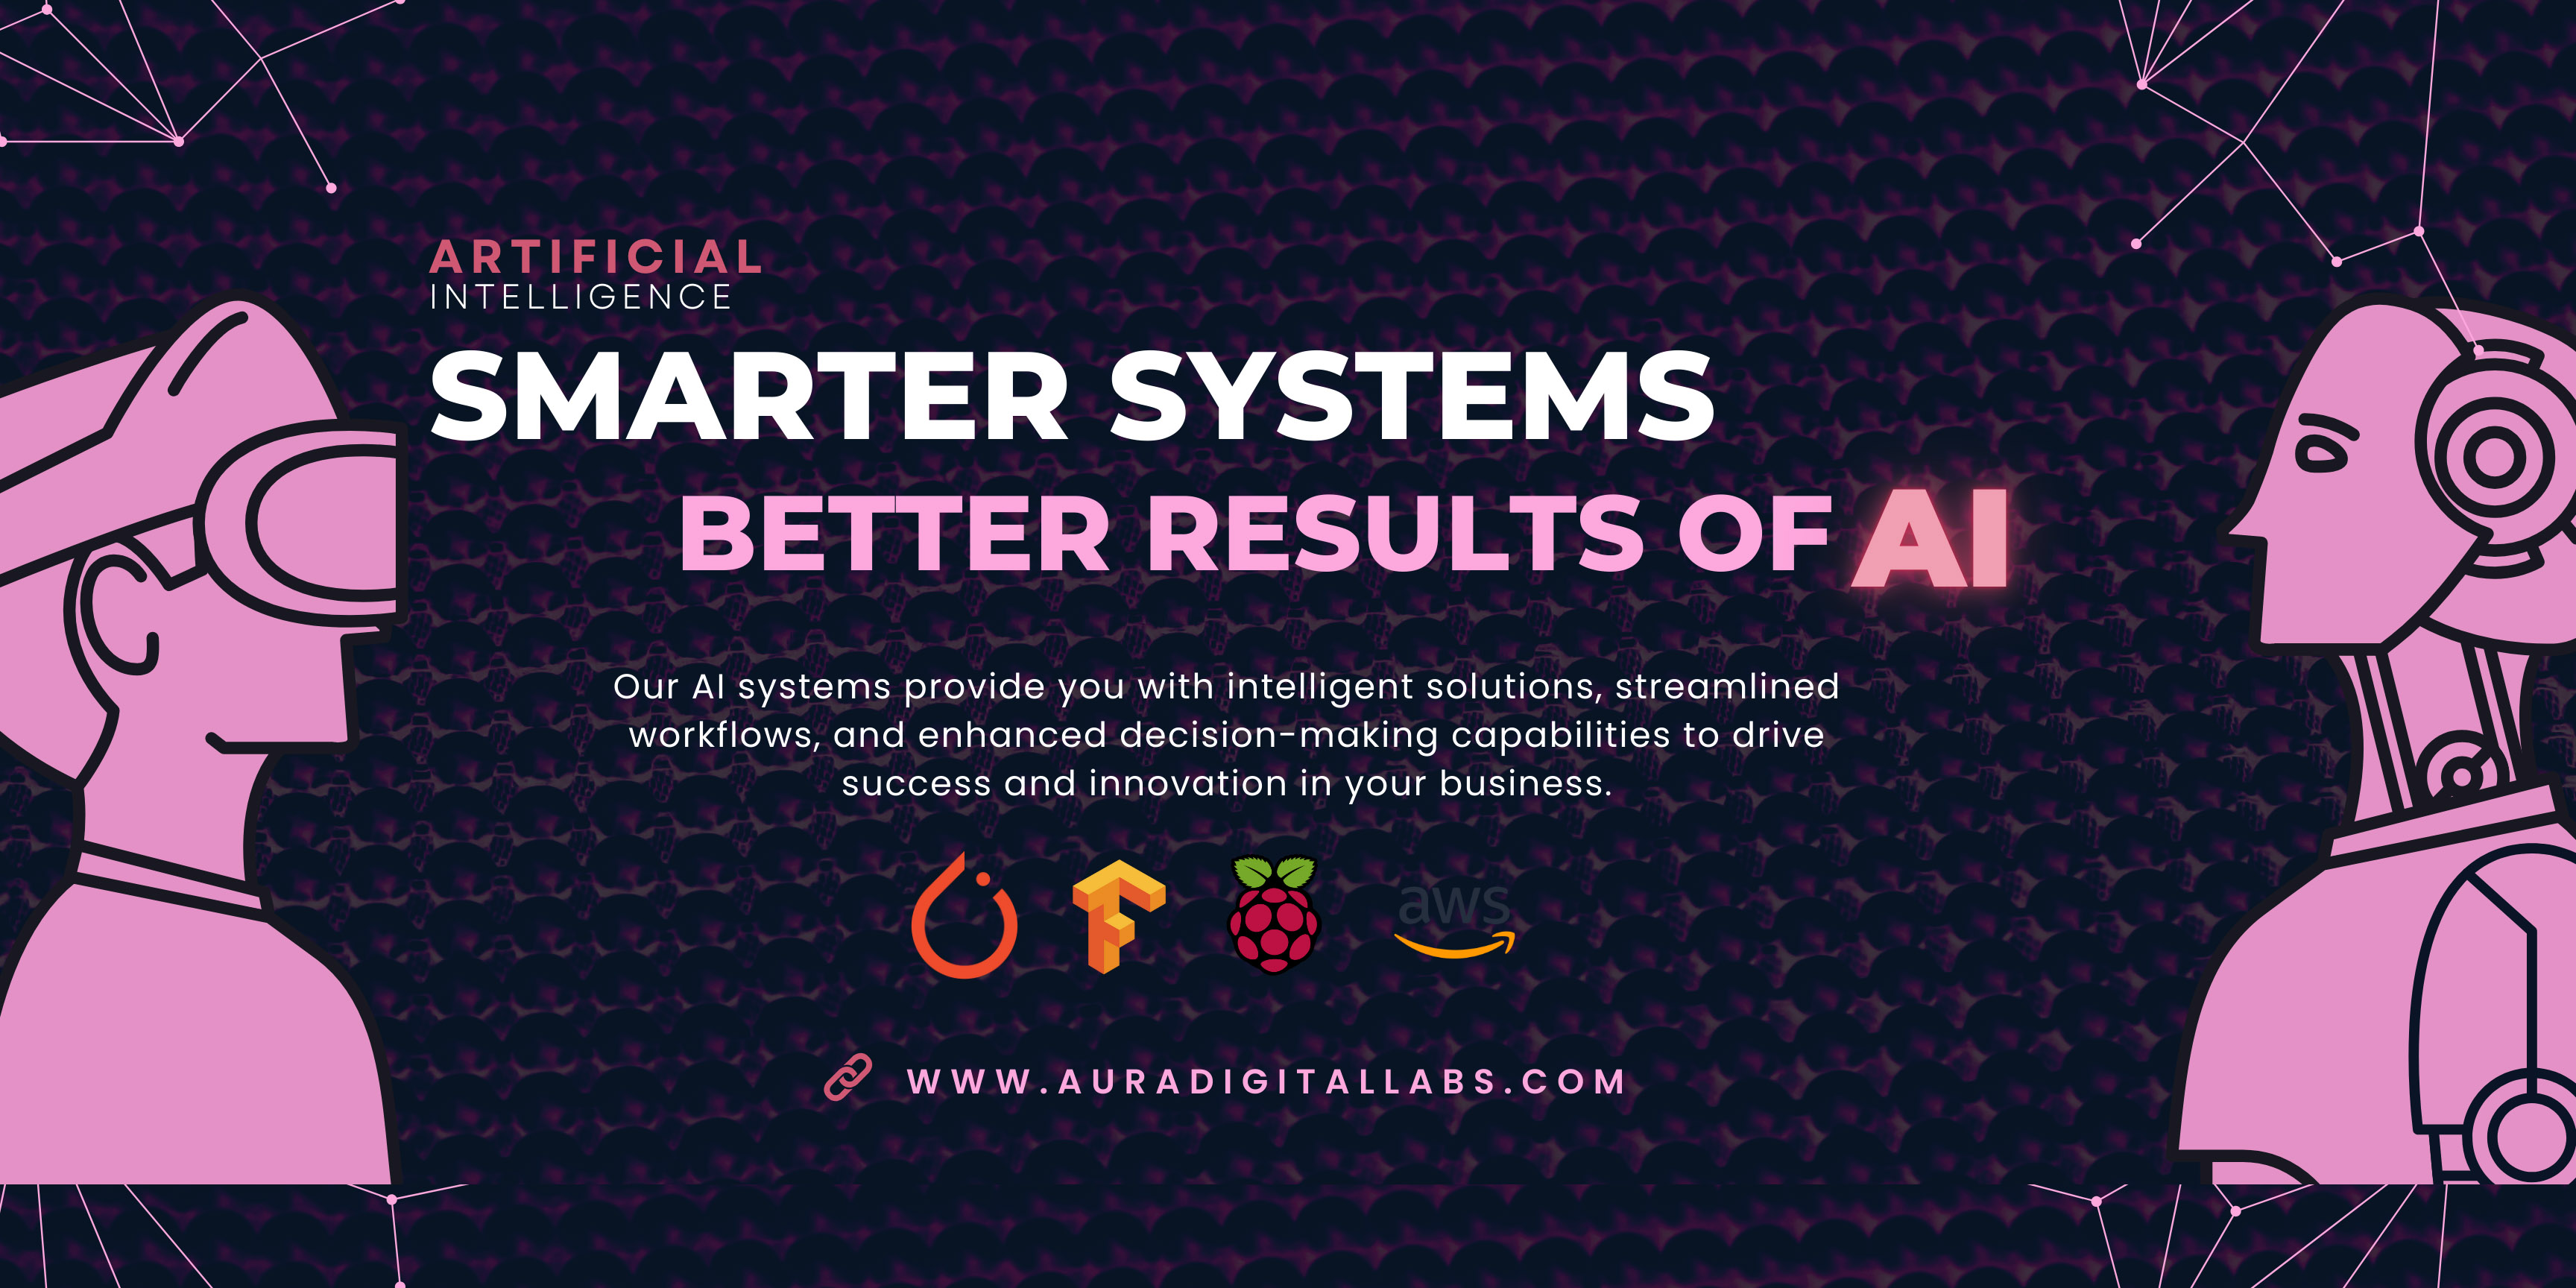 ARTIFICIAL
INTELLIGENCE
SMARTER SYSTEMS
BETTER RESULTS OF AI
Our AI systems provide you with intelligent solutions, streamlined
workflows, and enhanced decision-making capabilities to drive
success and innovation in your business.
aws
WWW.AURADIGITALLABS.COM